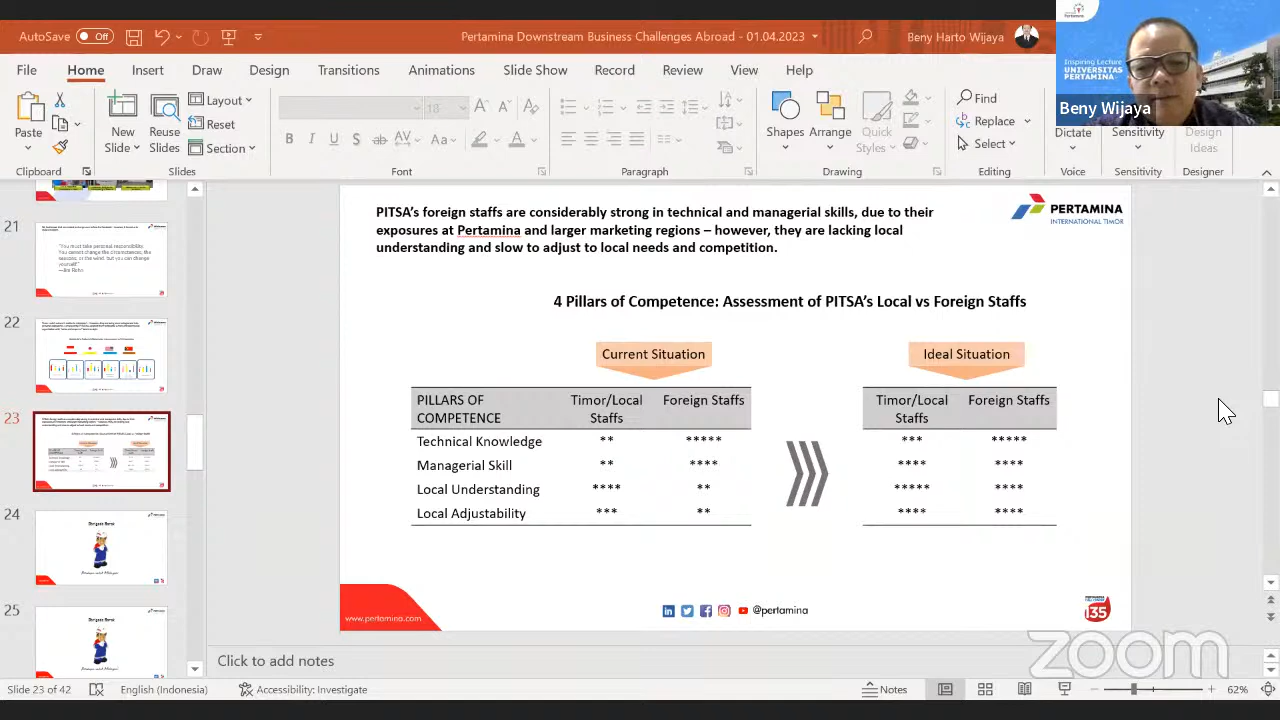 AutoSave Off
Pertamina Downstream Business Challenges Abroad - 01.04.2023
Beny Harto Wijaya
File Home Insert Draw Design Transitions Animations Slide Show Record Review View Help
Paste
Clipboard
New
Slide
Reuse
Slides
Layout
Reset
Section
Slides
18
Font
Paragraph
Shapes
Arrange
Quick
Styles
Drawing
Find
Replace
Select
Editing
Dictate
Voice
Sensitivity
Sensitivity
Design
Ideas
Designer
Inspiring Lecture
UNIVERSITAS
PERTAMINA
Beny Wijaya
21
22
23
24
25
PITSA's foreign staffs are considerably strong in technical and managerial skills, due to their
exposures at Pertamina and larger marketing regions – however, they are lacking local
understanding and slow to adjust to local needs and competition.
PERTAMINA
INTERNATIONAL TIMOR
4 Pillars of Competence: Assessment of PITSA's Local vs Foreign Staffs
Current Situation
Ideal Situation
PILLARS OF
COMPETENCE
Timor/Local
Staffs
Foreign Staffs
Timor/Local
Staffs
Foreign Staffs
Technical Knowledge ** ***** *** *****
Managerial Skill ** **** **** ****
Local Understanding **** ** ***** ****
Local Adjustability *** ** **** ****
www.pertamina.com
@pertamina
135
zoom
Click to add notes
Slide 23 of 42
English (Indonesia)
Accessibility: Investigate
Notes
62%